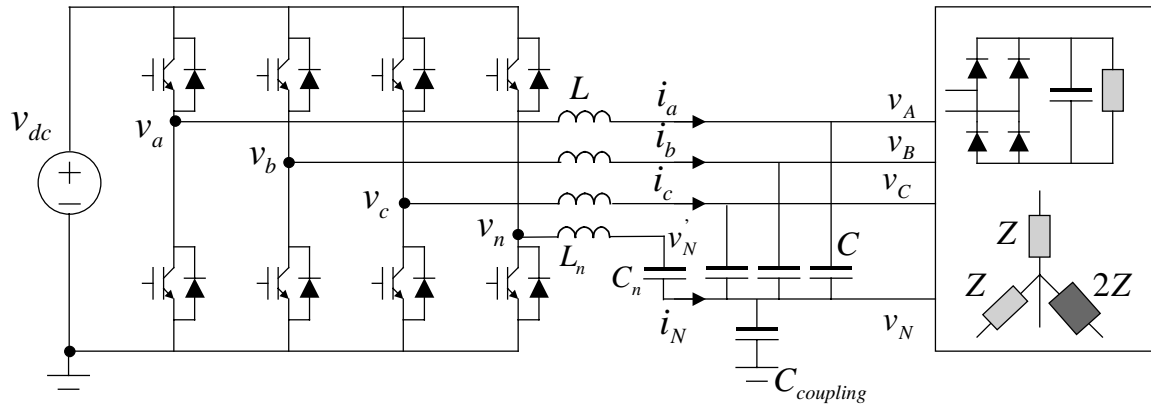 v_dc
+
−
v_a
v_b
v_c
v_n
L
L_n
i_a
i_b
i_c
v_N'
C_n
i_N
C
C_coupling
v_A
v_B
v_C
v_N
Z
Z
2Z